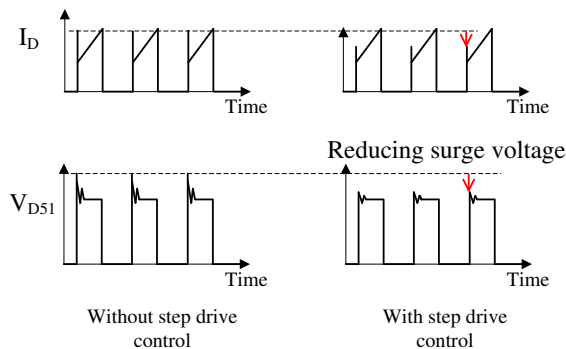 I_D
Time
Time
Reducing surge voltage
V_D51
Time
Time
Without step drive
control
With step drive
control